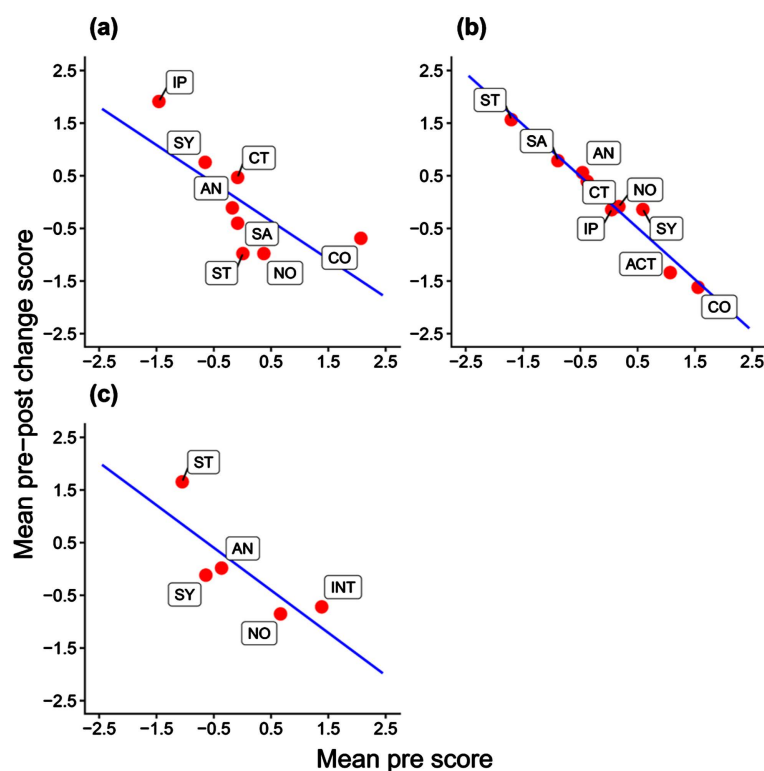 (a)
2.5
1.5
0.5
−0.5
−1.5
−2.5
IP
SY
CT
AN
SA
ST
NO
CO
−2.5 −1.5 −0.5 0.5 1.5 2.5
(b)
2.5
1.5
0.5
−0.5
−1.5
−2.5
ST
SA
AN
CT
NO
IP
SY
ACT
CO
−2.5 −1.5 −0.5 0.5 1.5 2.5
(c)
2.5
1.5
0.5
−0.5
−1.5
−2.5
ST
AN
SY
INT
NO
−2.5 −1.5 −0.5 0.5 1.5 2.5
Mean pre−post change score
Mean pre score